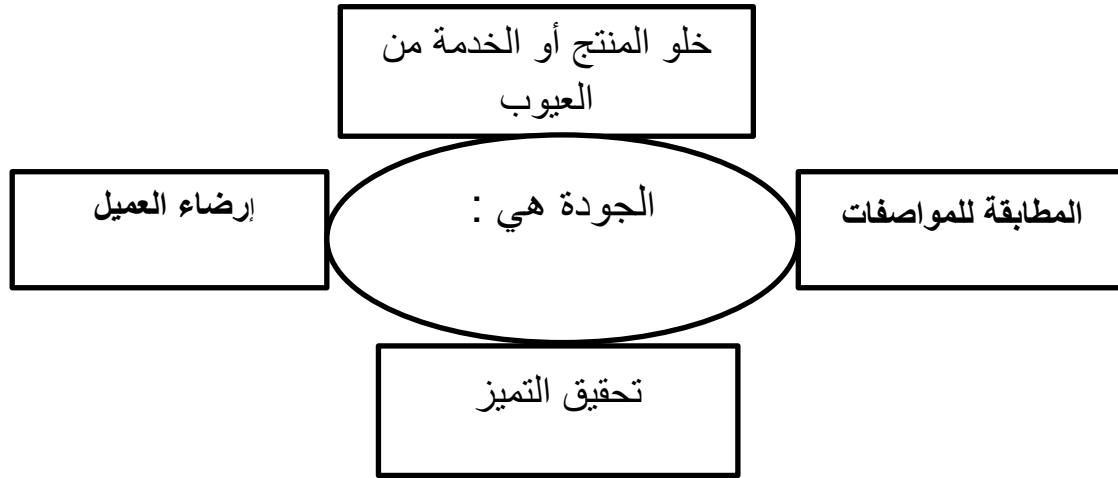 خلو المنتج أو الخدمة من
العيوب
الجودة هي :
المطابقة للمواصفات
إرضاء العميل
تحقيق التميز